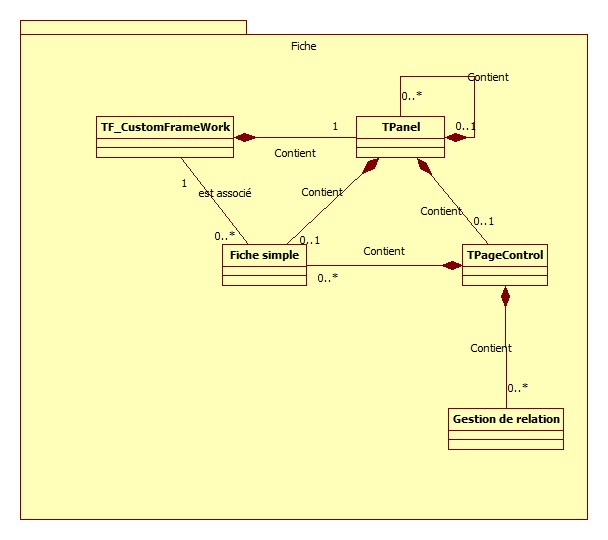 Fiche
Contient
0..*
TF_CustomFrameWork
1
TPanel
0..1
Contient
1
est associé
Contient
Contient
0..*
0..1
0..1
Fiche simple
Contient
TPageControl
0..*
Contient
0..*
Gestion de relation